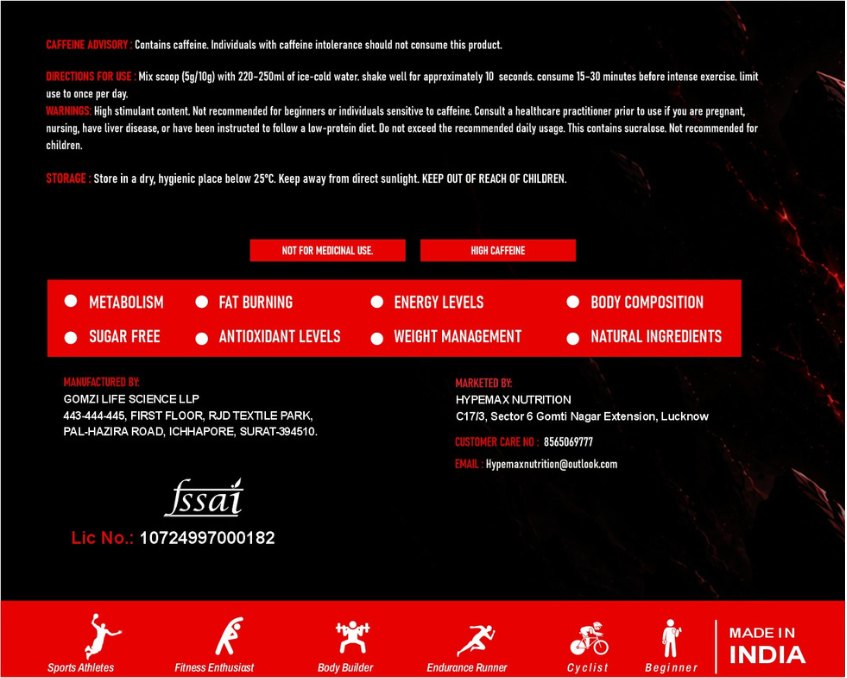 CAFFEINE ADVISORY : Contains caffeine. Individuals with caffeine intolerance should not consume this product.
DIRECTIONS FOR USE : Mix scoop (5g/10g) with 220-250ml of ice-cold water. shake well for approximately 10 seconds. consume 15-30 minutes before intense exercise. limit
use to once per day.
WARNINGS: High stimulant content. Not recommended for beginners or individuals sensitive to caffeine. Consult a healthcare practitioner prior to use if you are pregnant,
nursing, have liver disease, or have been instructed to follow a low-protein diet. Do not exceed the recommended daily usage. This contains sucralose. Not recommended for
children.
STORAGE : Store in a dry, hygienic place below 25°C. Keep away from direct sunlight. KEEP OUT OF REACH OF CHILDREN.
NOT FOR MEDICINAL USE. HIGH CAFFEINE
METABOLISM FAT BURNING ENERGY LEVELS BODY COMPOSITION
SUGAR FREE ANTIOXIDANT LEVELS WEIGHT MANAGEMENT NATURAL INGREDIENTS
MANUFACTURED BY:
GOMZI LIFE SCIENCE LLP
443-444-445, FIRST FLOOR, RJD TEXTILE PARK,
PAL-HAZIRA ROAD, ICHHAPORE, SURAT-394510.
MARKETED BY:
HYPEMAX NUTRITION
C17/3, Sector 6 Gomti Nagar Extension, Lucknow
CUSTOMER CARE NO : 8565069777
EMAIL : Hypemaxnutrition@outlook.com
fssai
Lic No.: 10724997000182
Sports Athletes Fitness Enthusiast Body Builder Endurance Runner Cyclist Beginner
MADE IN
INDIA